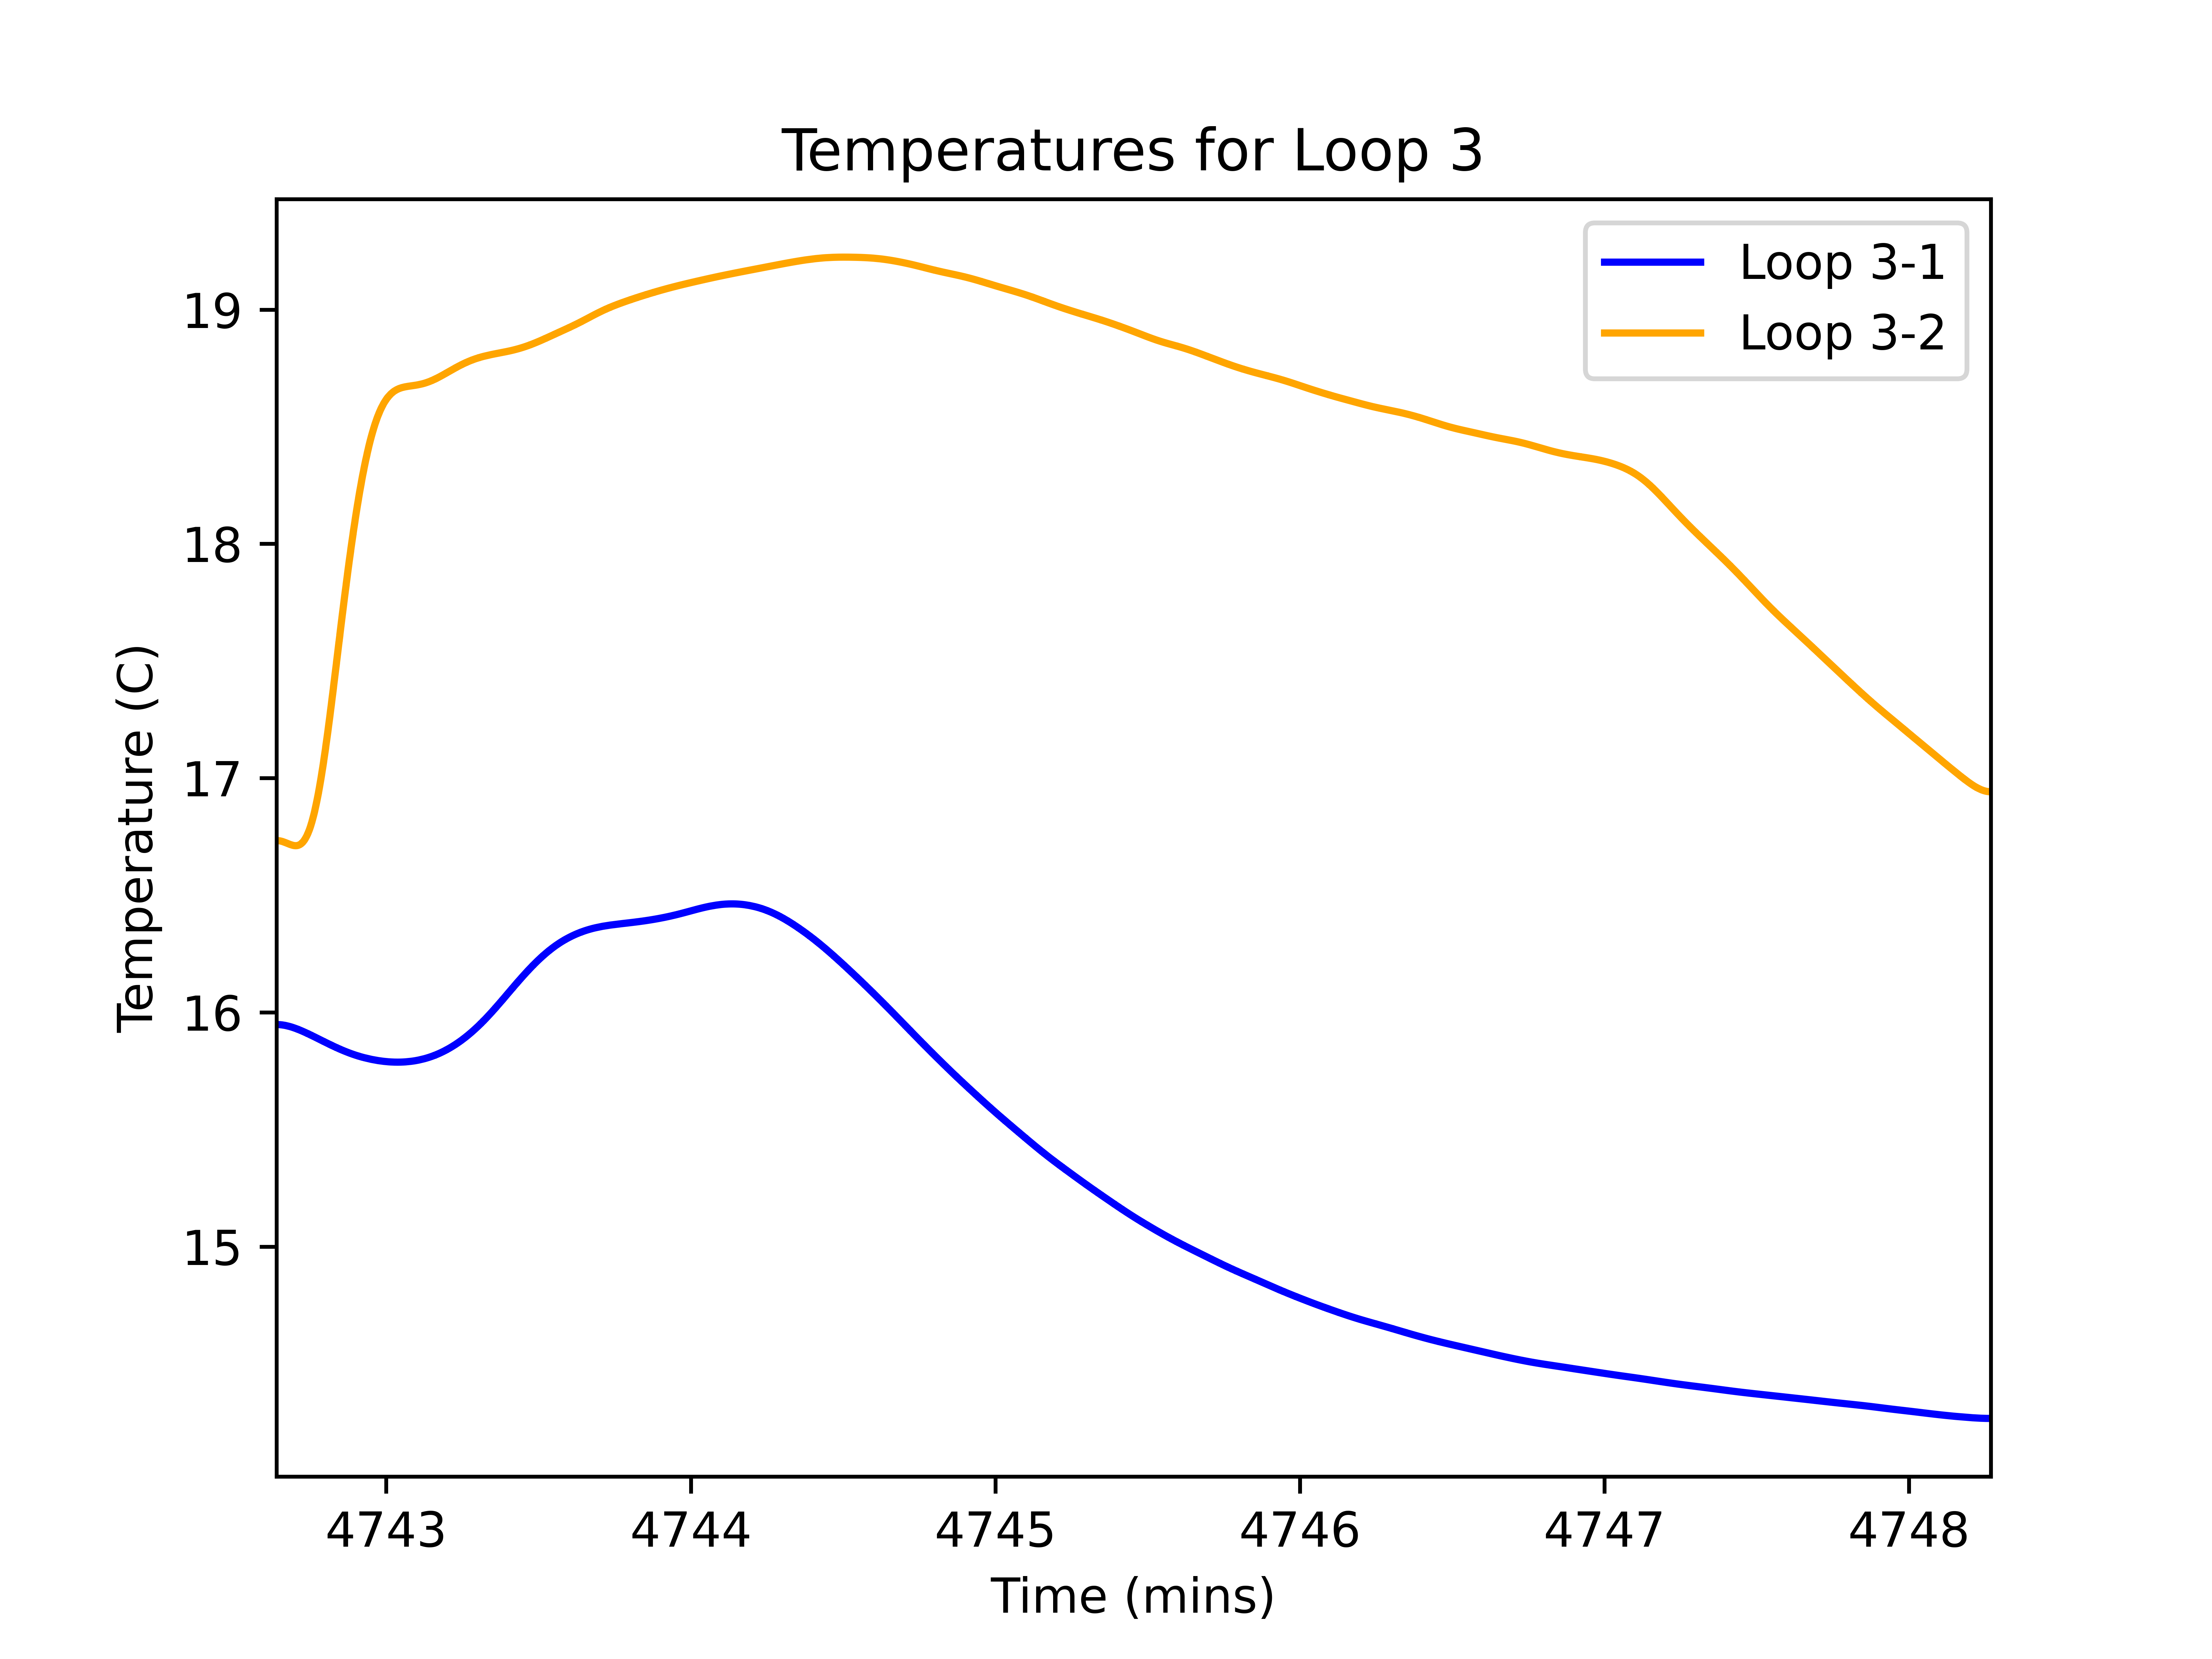 Temperatures for Loop 3
Loop 3-1
Loop 3-2
Temperature (C)
19
18
17
16
15
4743 4744 4745 4746 4747 4748
Time (mins)